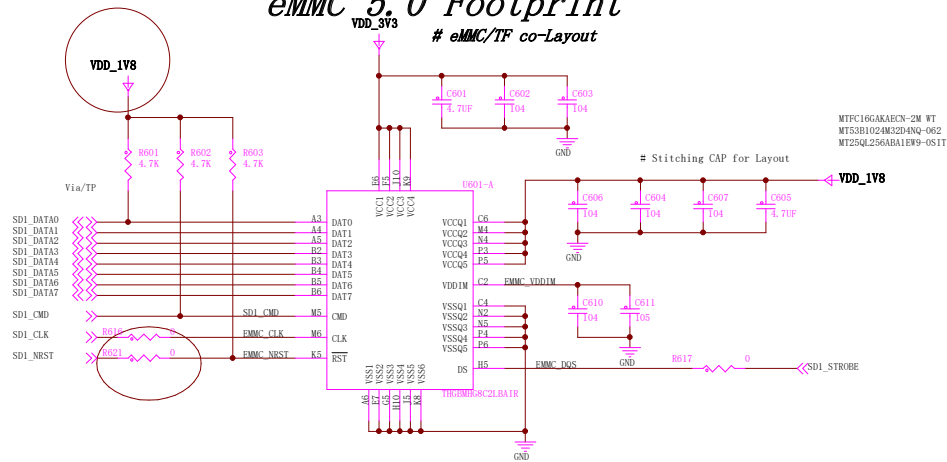 eMMC 5.0 Footprint
# eMMC/TF co-Layout
VDD_3V3
VDD_1V8
C601
4.7UF
C602
104
C603
104
GND
MTFC16GAKAECN-2M WT
MT53B1024M32D4NQ-062
MT25QL256ABA1EW9-0SIT
R601
4.7K
R602
4.7K
R603
4.7K
# Stitching CAP for Layout
VDD_1V8
Via/TP
E6
F5
J10
K9
VCC1
VCC2
VCC3
VCC4
U601-A
C606
104
C604
104
C607
104
C605
4.7UF
GND
SD1_DATA0
SD1_DATA1
SD1_DATA2
SD1_DATA3
SD1_DATA4
SD1_DATA5
SD1_DATA6
SD1_DATA7
A3 DAT0
A4 DAT1
A5 DAT2
B2 DAT3
B3 DAT4
B4 DAT5
B5 DAT6
B6 DAT7
VCCQ1 C6
VCCQ2 M4
VCCQ3 N4
VCCQ4 P3
VCCQ5 P5
VDDIM C2 EMMC_VDDIM
C610
104
C611
105
GND
VSSQ1 C4
VSSQ2 N2
VSSQ3 N5
VSSQ4 P4
VSSQ5 P6
SD1_CMD SD1_CMD M5 CMD
SD1_CLK R616 0 EMMC_CLK M6 CLK
SD1_NRST R621 0 EMMC_NRST K5 RST
DS H5 EMMC_DQS R617 0 SD1_STROBE
VSS1
VSS2
VSS3
VSS4
VSS5
VSS6
A6
E7
G5
H10
J5
K8
THGBMHG8C2LBAIR
GND